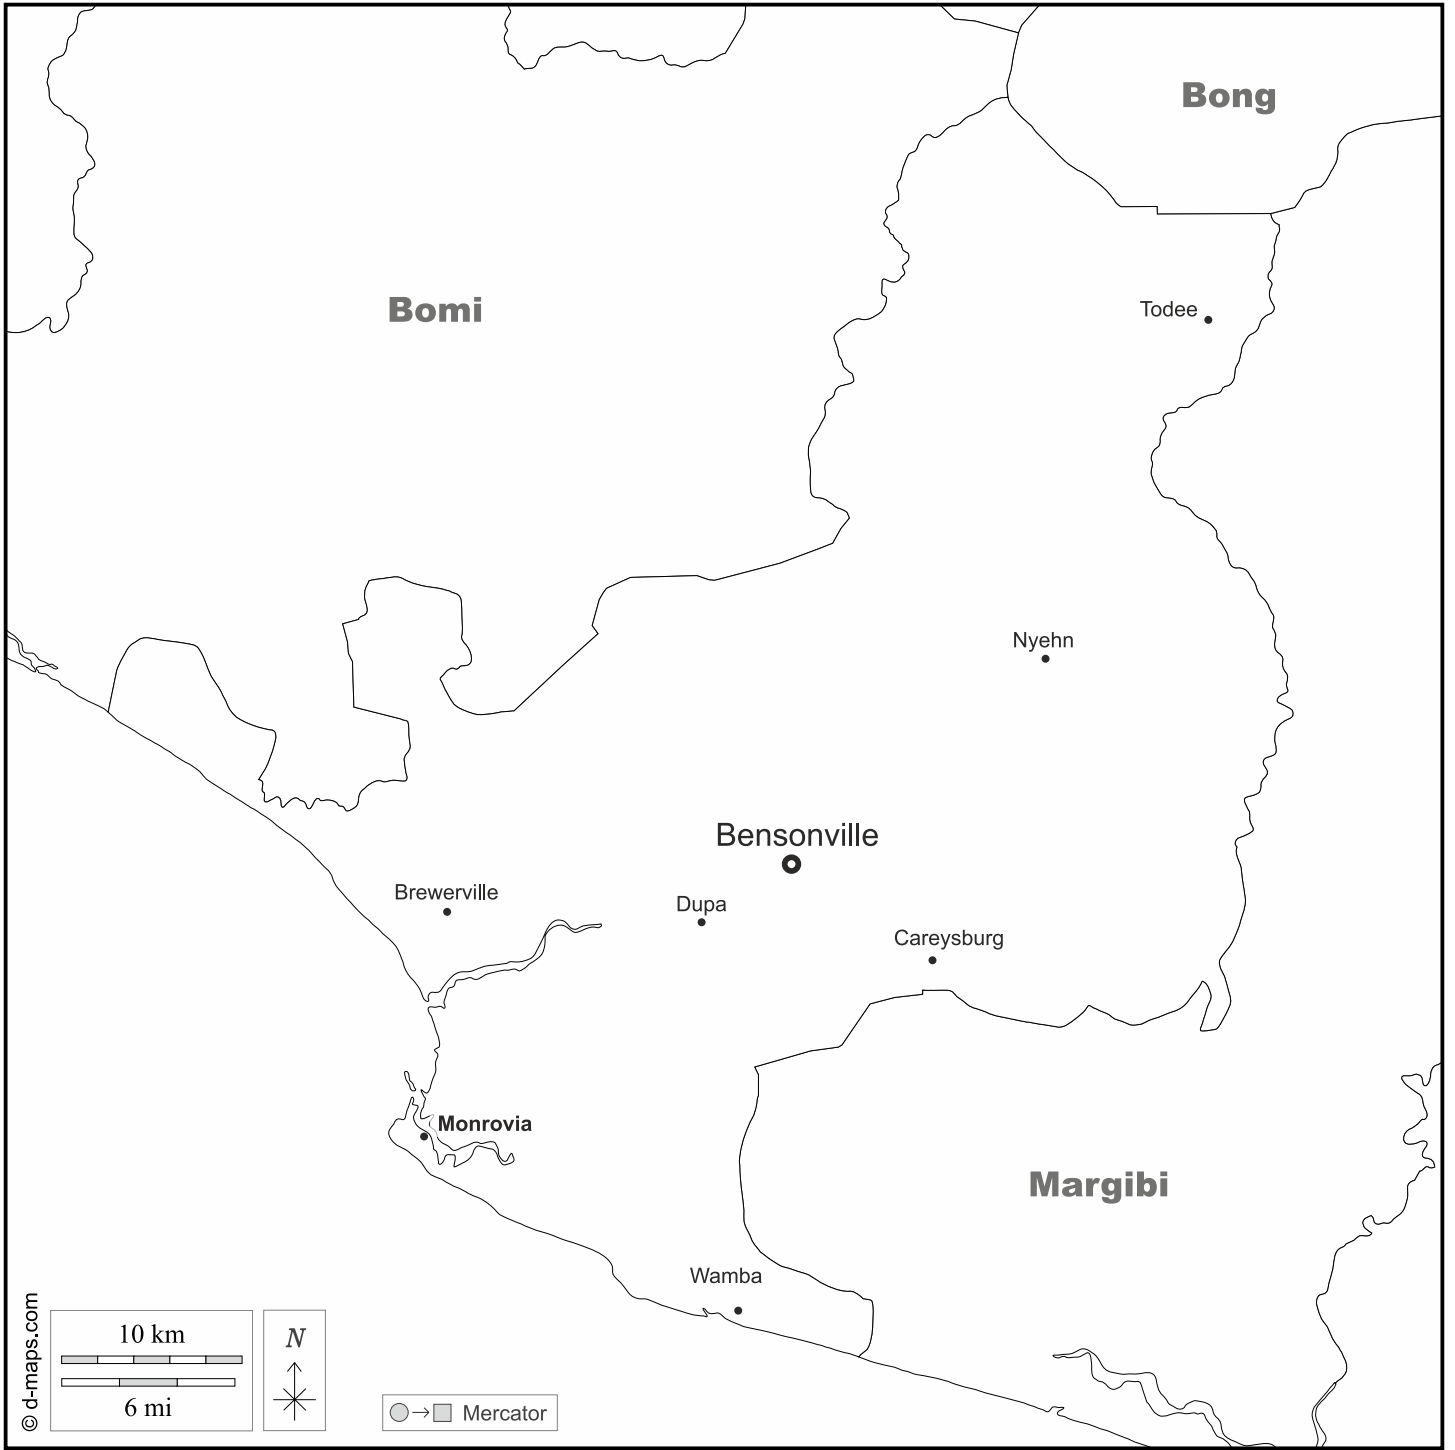 Bong
Todee
Bomi
Nyehn
Bensonville
Brewerville
Dupa
Careysburg
Monrovia
Margibi
Wamba
© d-maps.com
10 km
6 mi
N
Mercator